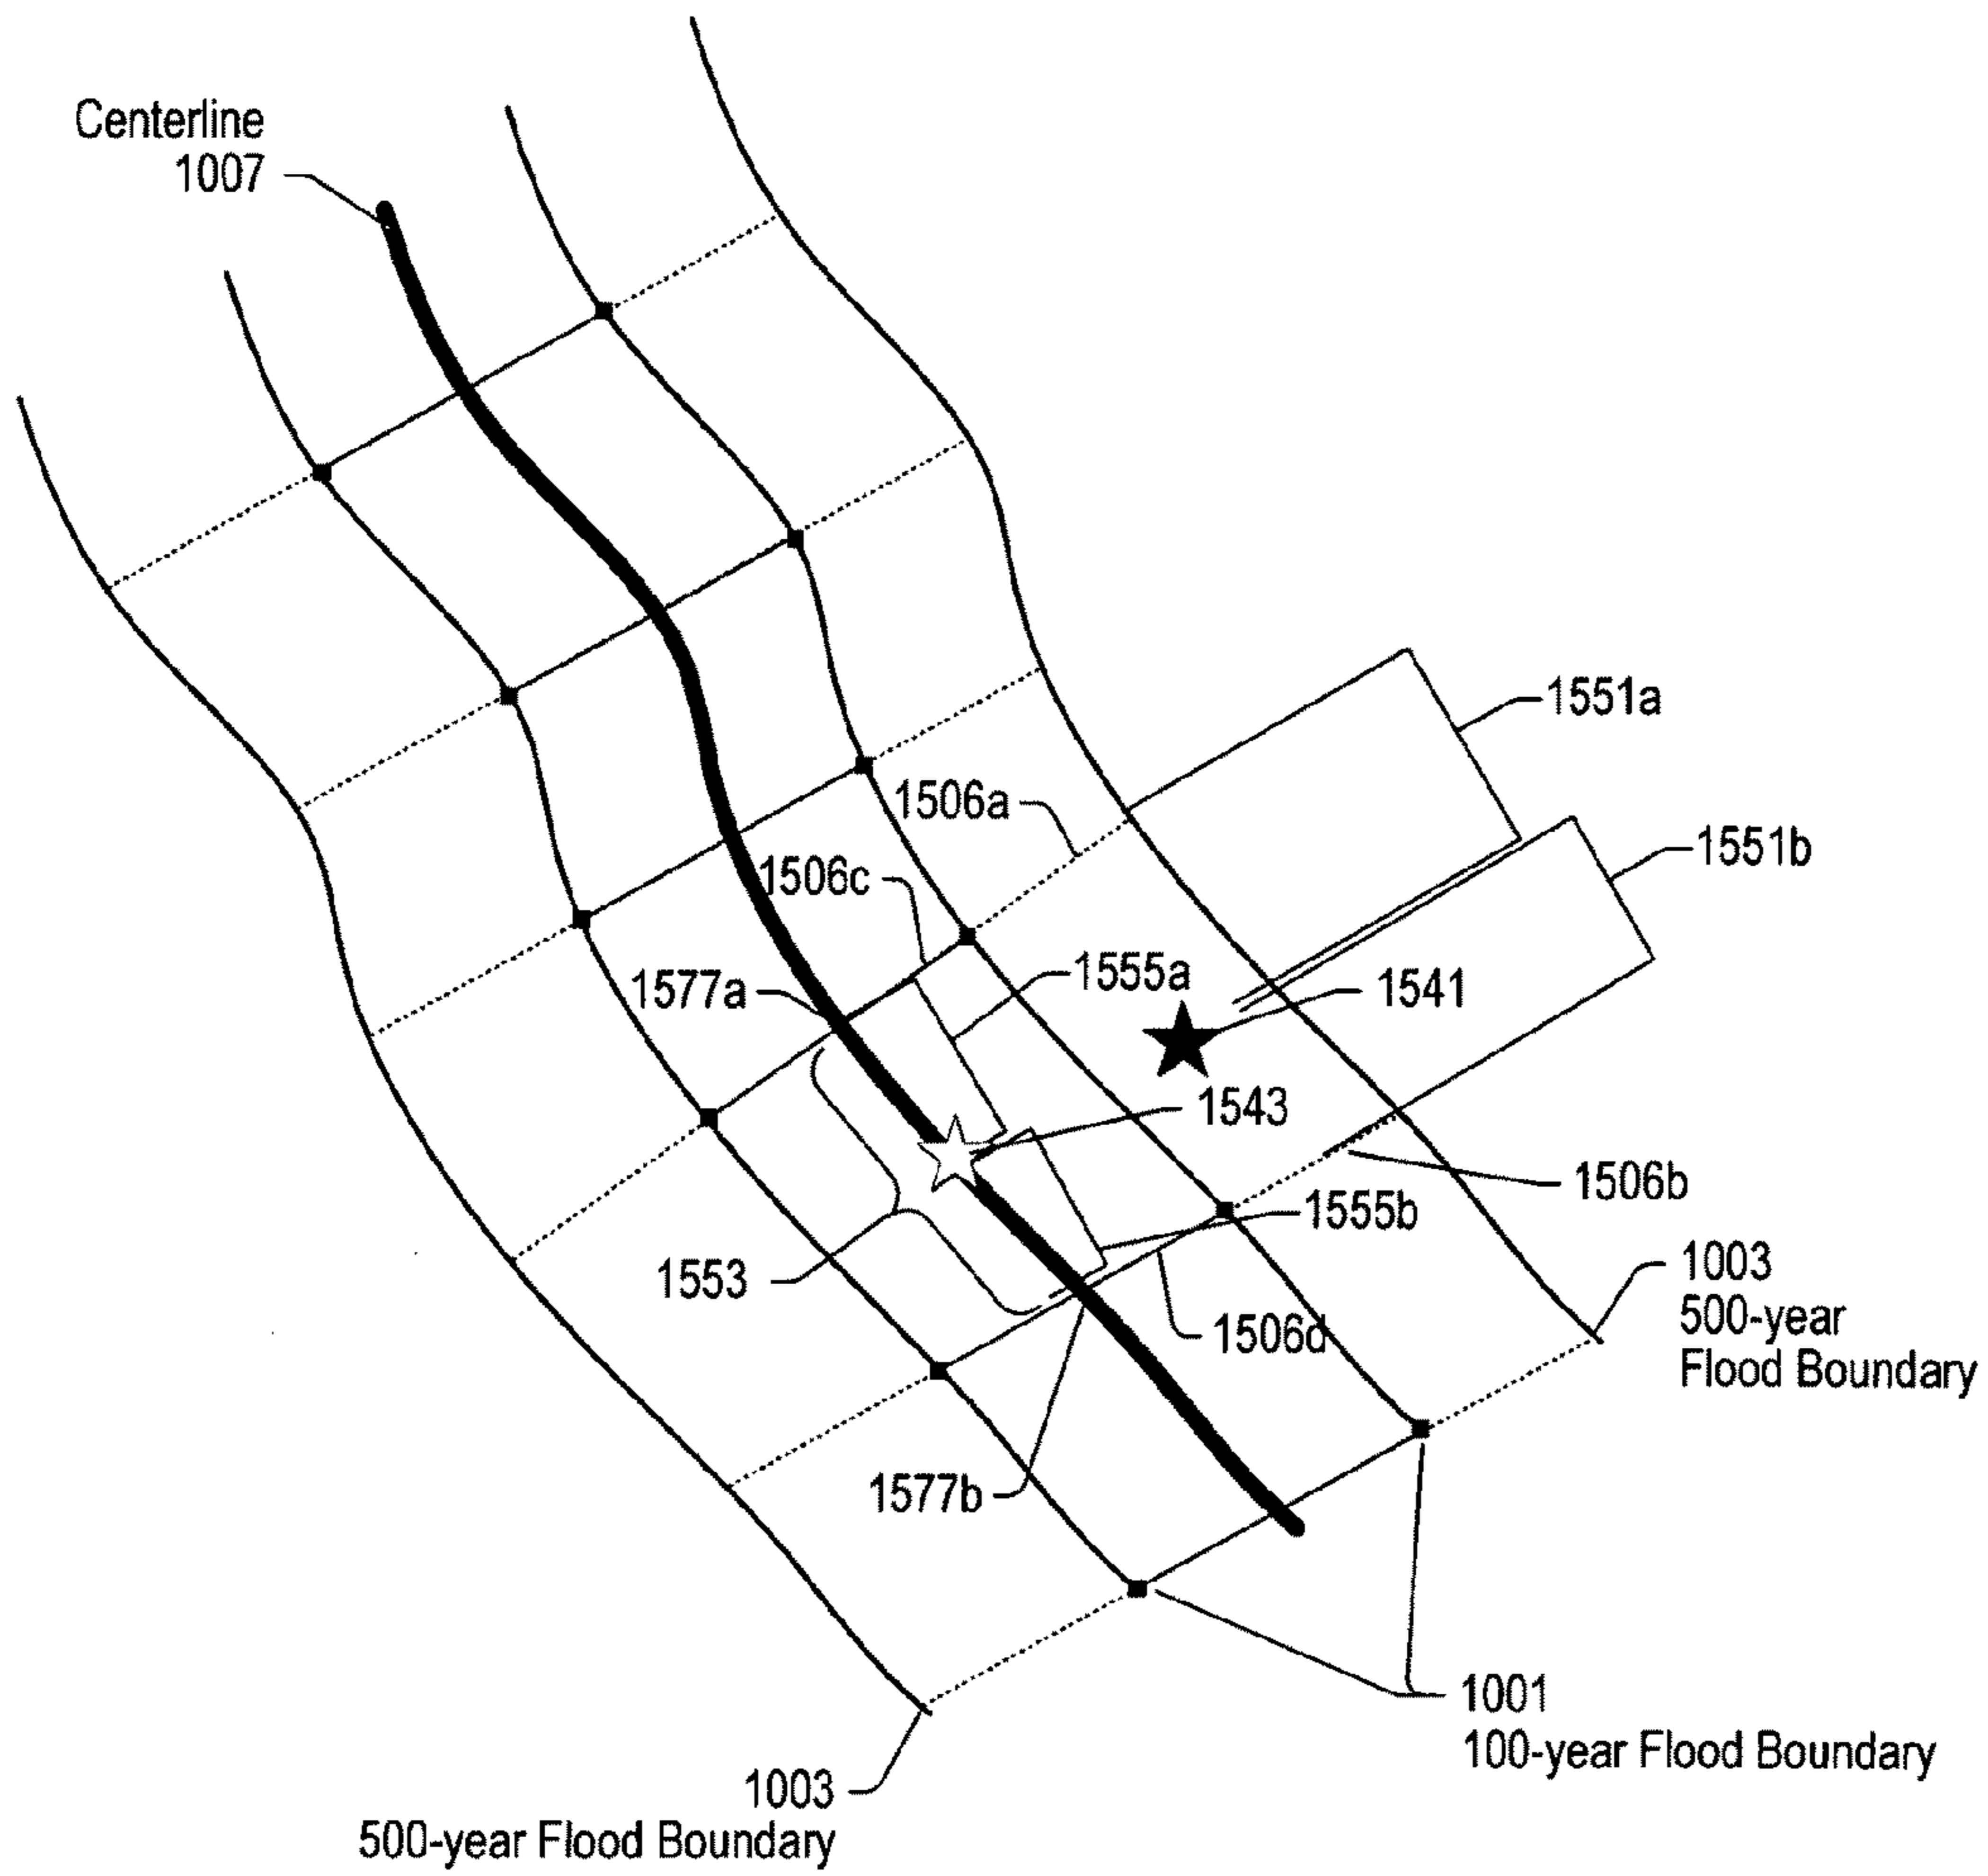 Centerline
1007
1551a
1506a
1551b
1506c
1555a
1577a
1541
1543
1506b
1555b
1553
1003
500-year
Flood Boundary
1506d
1577b
1001
100-year Flood Boundary
1003
500-year Flood Boundary